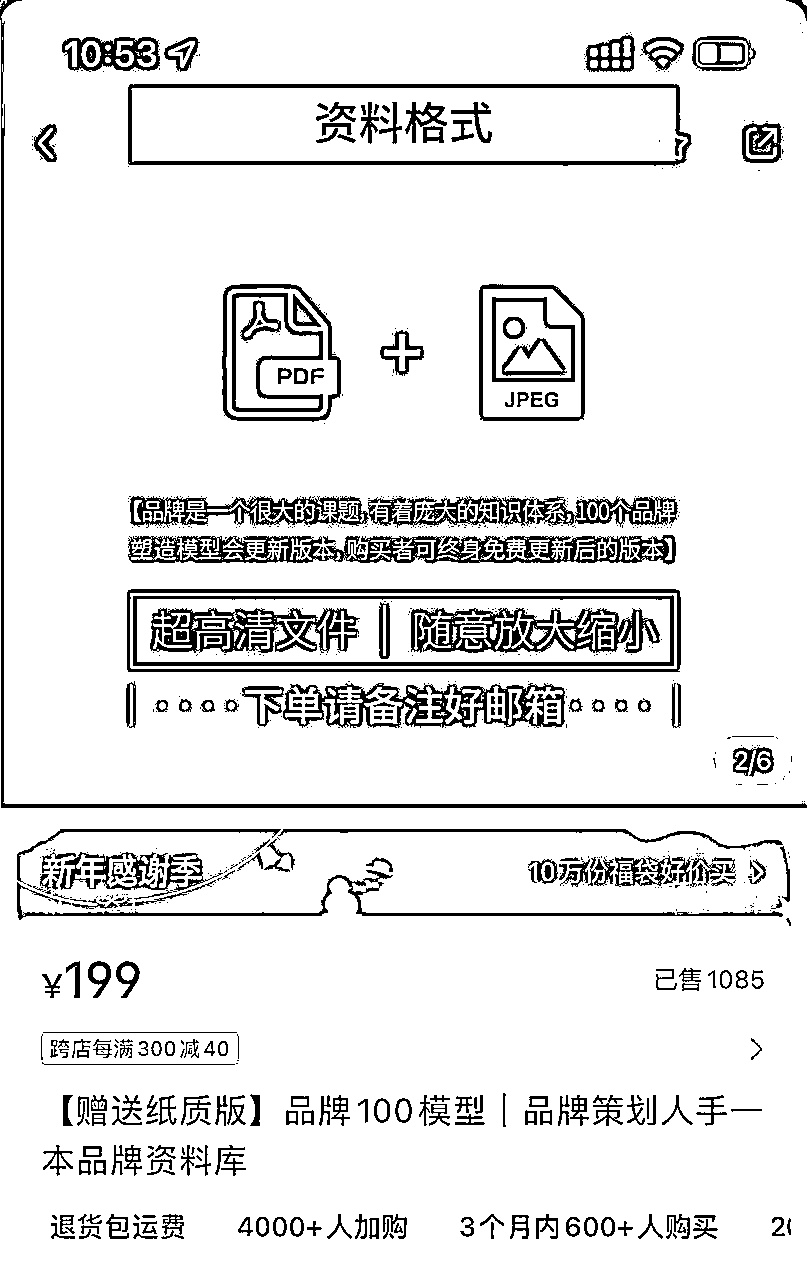 10:53
资料格式
PDF
JPEG
【品牌是一个很大的课题,有着庞大的知识体系,100个品牌
塑造模型会更新版本,购买者可终身免费更新后的版本】
超高清文件 | 随意放大缩小
下单请备注好邮箱
2/6
新年感谢季
10万份福袋好价买 >
¥199
已售1085
跨店每满300减40
【赠送纸质版】品牌100模型｜品牌策划人手一
本品牌资料库
退货包运费 4000+人加购 3个月内600+人购买